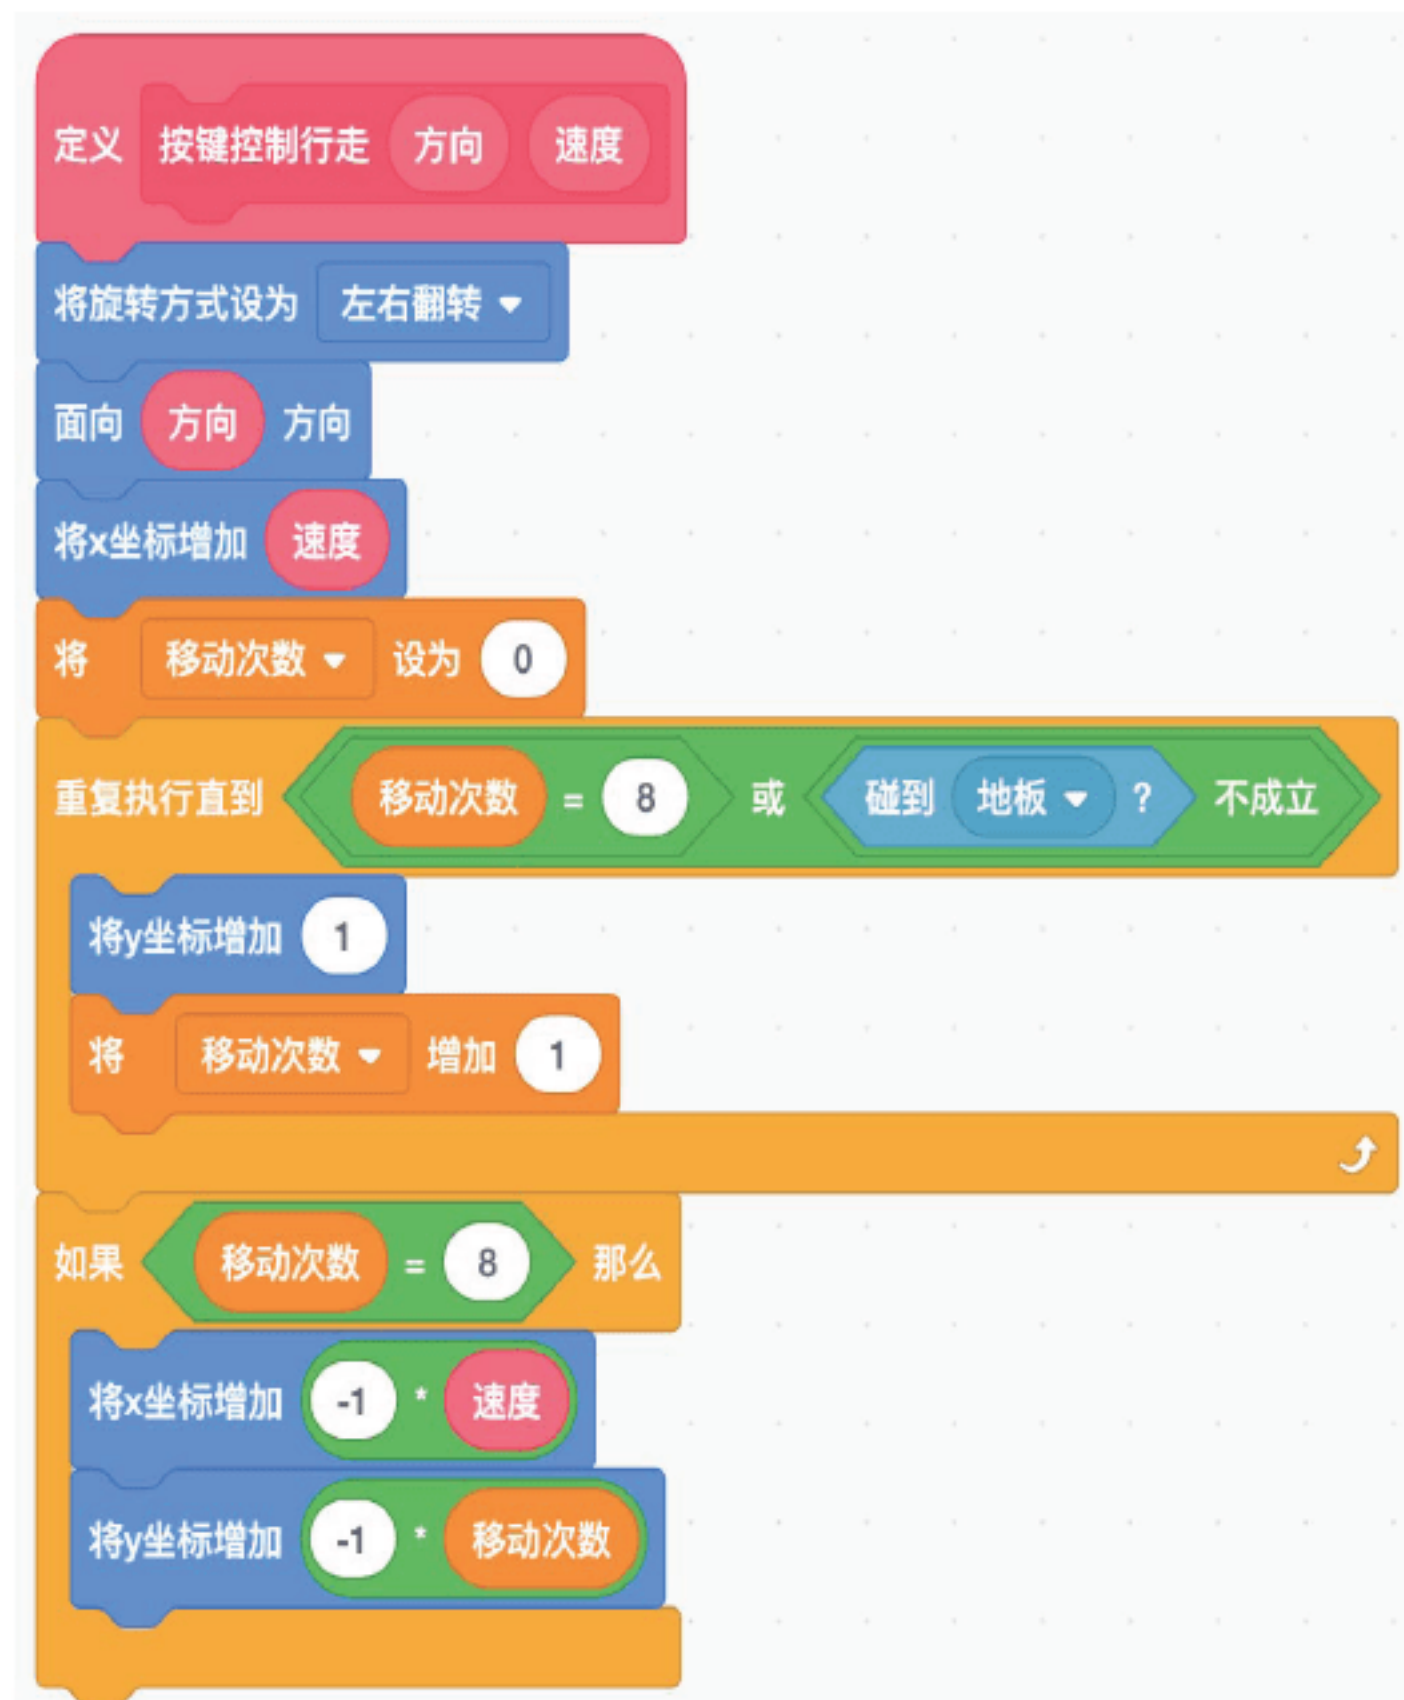 定义 按键控制行走 方向 速度
将旋转方式设为 左右翻转
面向 方向 方向
将x坐标增加 速度
将 移动次数 设为 0
重复执行直到 移动次数 = 8 或 碰到 地板 ? 不成立
将y坐标增加 1
将 移动次数 增加 1
如果 移动次数 = 8 那么
将x坐标增加 -1 * 速度
将y坐标增加 -1 * 移动次数